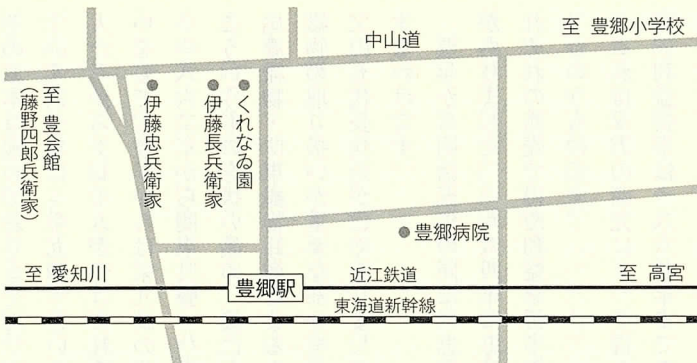 中山道
至 豊郷小学校
至 豊会館
（藤野四郎兵衛家）
伊藤忠兵衛家
伊藤長兵衛家
くれなゐ園
豊郷病院
至 愛知川
豊郷駅
近江鉄道
至 高宮
東海道新幹線